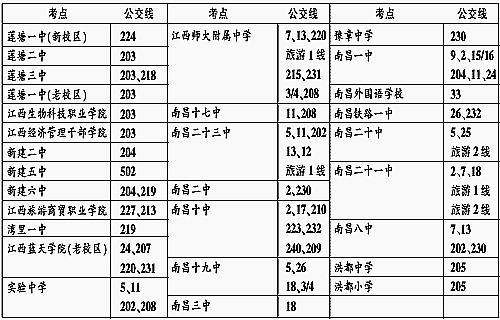 考点 公交线 考点 公交线 考点 公交线
莲塘一中(新校区) 224 江西师大附属中学 7、13、220 豫章中学 230
莲塘二中 203 旅游1线 南昌一中 9、2、15/16
莲塘三中 203、218 215、231 204、11、24
莲塘一中(老校区) 203 3/4、208 南昌外国语学校 33
江西生物科技职业学院 203 南昌十七中 11、208 南昌铁路一中 26、232
江西经济管理干部学院 203 南昌二十三中 5、11、202 南昌二十中 5、25
新建二中 204 13、12 旅游2线
新建五中 502 旅游1线 南昌二十一中 2、7、18
新建六中 204、219 南昌二中 2、230 旅游1线
江西旅游商贸职业学院 227、213 南昌十中 2、17、210 旅游2线
湾里一中 219 223、232 南昌八中 7、13
江西蓝天学院(老校区) 24、207 240、209 202、230
220、231 南昌十九中 5、26 洪都中学 205
实验中学 5、11 18、3/4 洪都小学 205
202、208 南昌三中 18